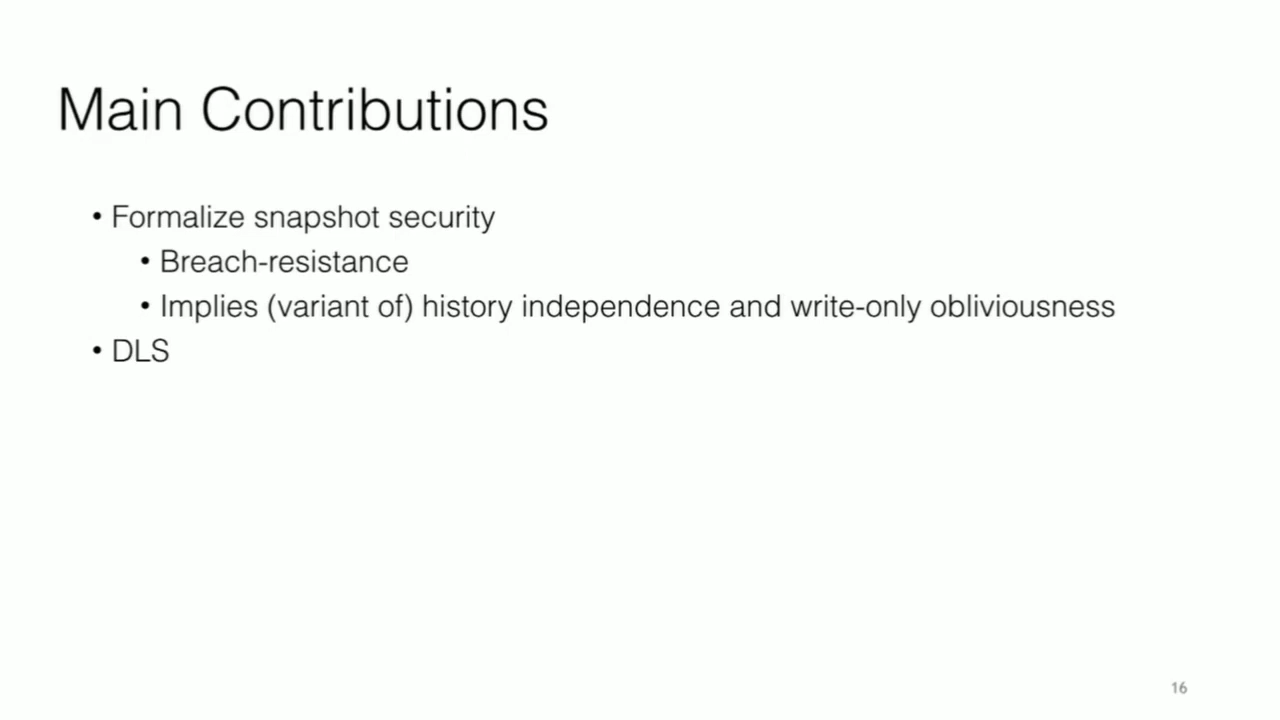 Main Contributions
• Formalize snapshot security
• Breach-resistance
• Implies (variant of) history independence and write-only obliviousness
• DLS
16